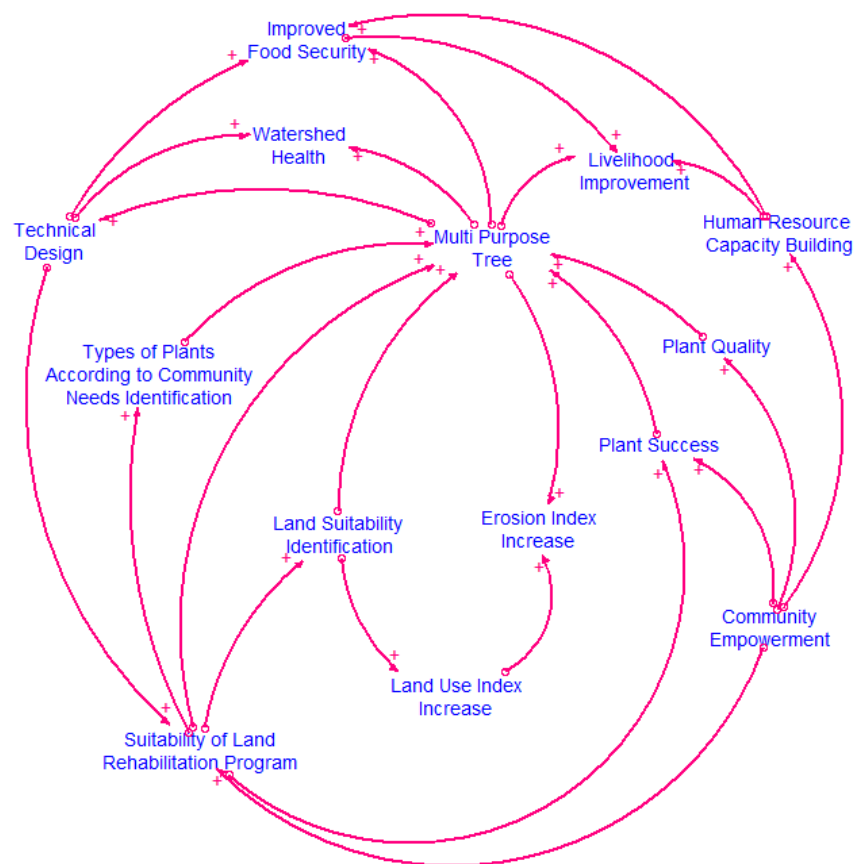 Improved
Food Security
Watershed
Health
Livelihood
Improvement
Technical
Design
Multi Purpose
Tree
Human Resource
Capacity Building
Types of Plants
According to Community
Needs Identification
Plant Quality
Plant Success
Land Suitability
Identification
Erosion Index
Increase
Community
Empowerment
Land Use Index
Increase
Suitability of Land
Rehabilitation Program